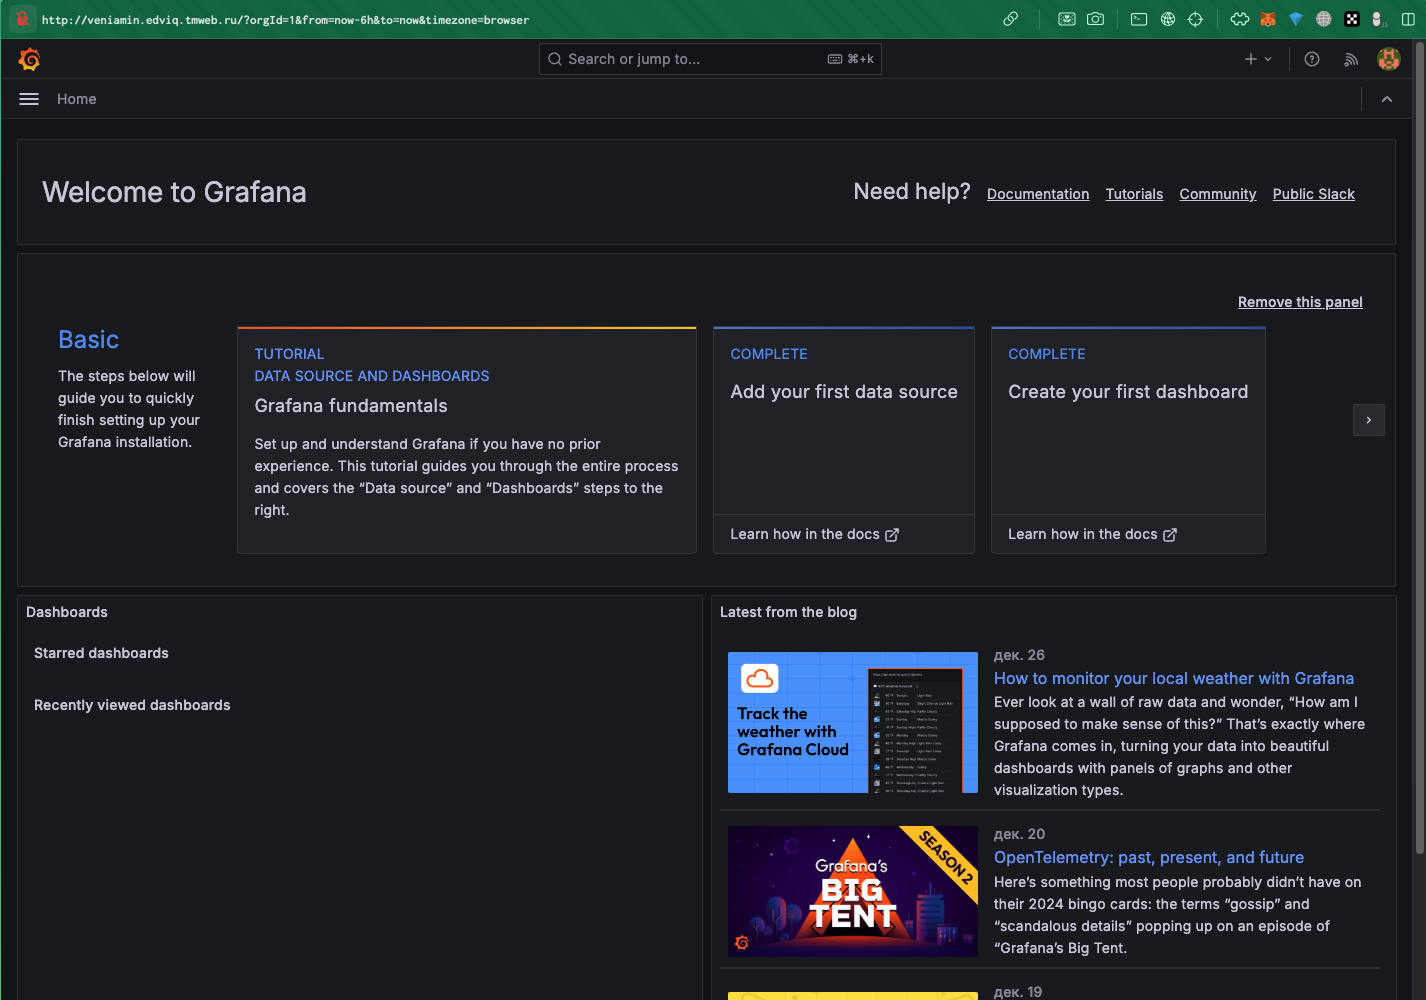 http://veniamin.edviq.tmweb.ru/?orgId=1&from=now-6h&to=now&timezone=browser
Search or jump to...
⌘+k
Home
Welcome to Grafana
Need help?
Documentation
Tutorials
Community
Public Slack
Remove this panel
Basic
The steps below will
guide you to quickly
finish setting up your
Grafana installation.
TUTORIAL
DATA SOURCE AND DASHBOARDS
Grafana fundamentals
Set up and understand Grafana if you have no prior
experience. This tutorial guides you through the entire process
and covers the “Data source” and “Dashboards” steps to the
right.
COMPLETE
Add your first data source
Learn how in the docs
COMPLETE
Create your first dashboard
Learn how in the docs
Dashboards
Starred dashboards
Recently viewed dashboards
Latest from the blog
Track the
weather with
Grafana Cloud
дек. 26
How to monitor your local weather with Grafana
Ever look at a wall of raw data and wonder, “How am I
supposed to make sense of this?” That’s exactly where
Grafana comes in, turning your data into beautiful
dashboards with panels of graphs and other
visualization types.
SEASON 2
Grafana's
BIG
TENT
дек. 20
OpenTelemetry: past, present, and future
Here’s something most people probably didn’t have on
their 2024 bingo cards: the terms “gossip” and
“scandalous details” popping up on an episode of
“Grafana’s Big Tent.
дек. 19